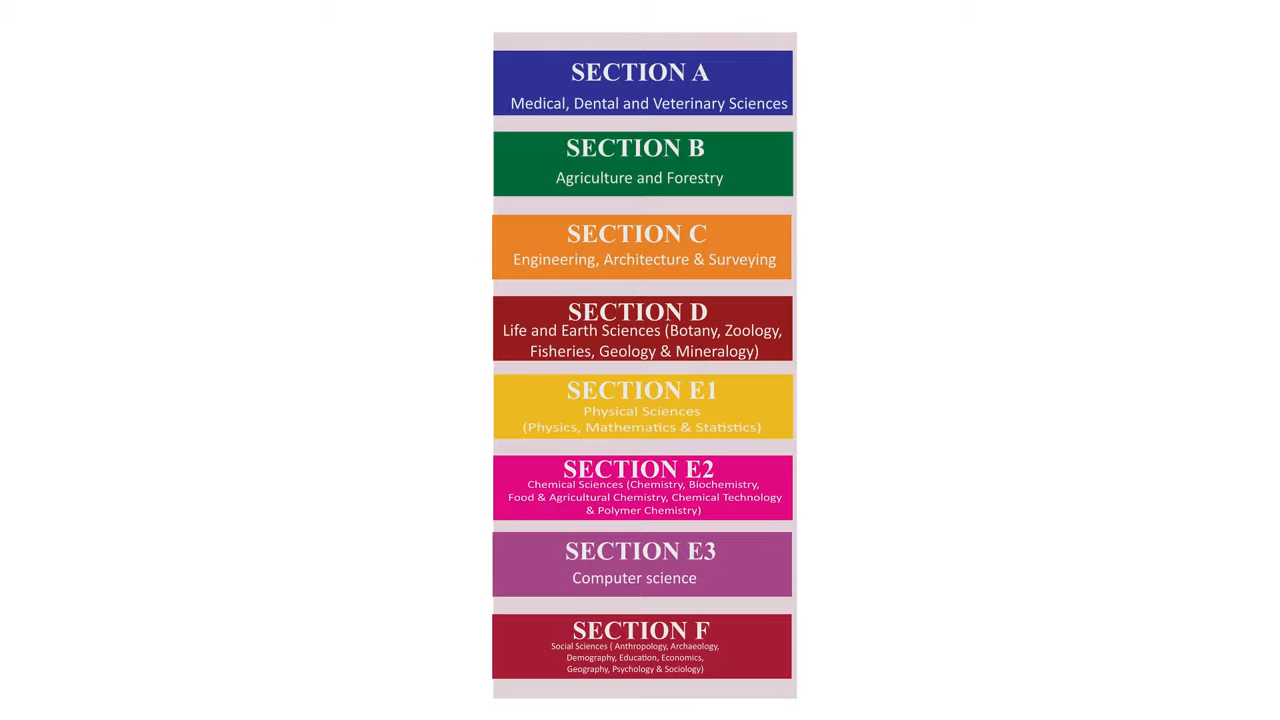 SECTION A
Medical, Dental and Veterinary Sciences
SECTION B
Agriculture and Forestry
SECTION C
Engineering, Architecture & Surveying
SECTION D
Life and Earth Sciences (Botany, Zoology,
Fisheries, Geology & Mineralogy)
SECTION E1
Physical Sciences
(Physics, Mathematics & Statistics)
SECTION E2
Chemical Sciences (Chemistry, Biochemistry,
Food & Agricultural Chemistry, Chemical Technology
& Polymer Chemistry)
SECTION E3
Computer science
SECTION F
Social Sciences ( Anthropology, Archaeology,
Demography, Education, Economics,
Geography, Psychology & Sociology)